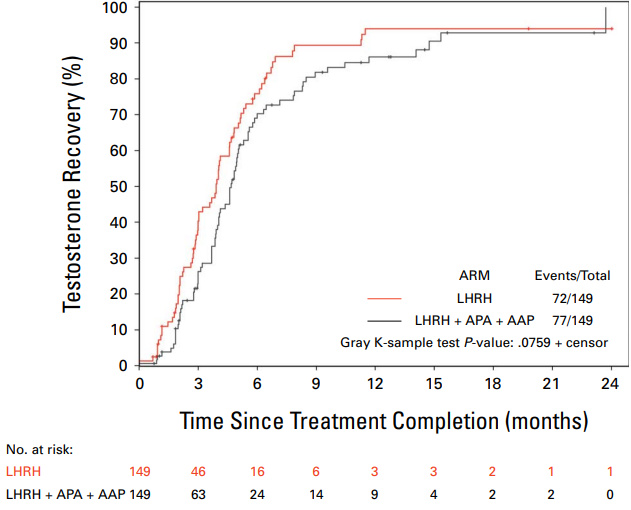 100
90
80
70
60
50
40
30
20
10
0
Testosterone Recovery (%)
ARM Events/Total
LHRH 72/149
LHRH + APA + AAP 77/149
Gray K-sample test P-value: .0759 + censor
0 3 6 9 12 15 18 21 24
Time Since Treatment Completion (months)
No. at risk:
LHRH 149 46 16 6 3 3 2 1 1
LHRH + APA + AAP 149 63 24 14 9 4 2 2 0